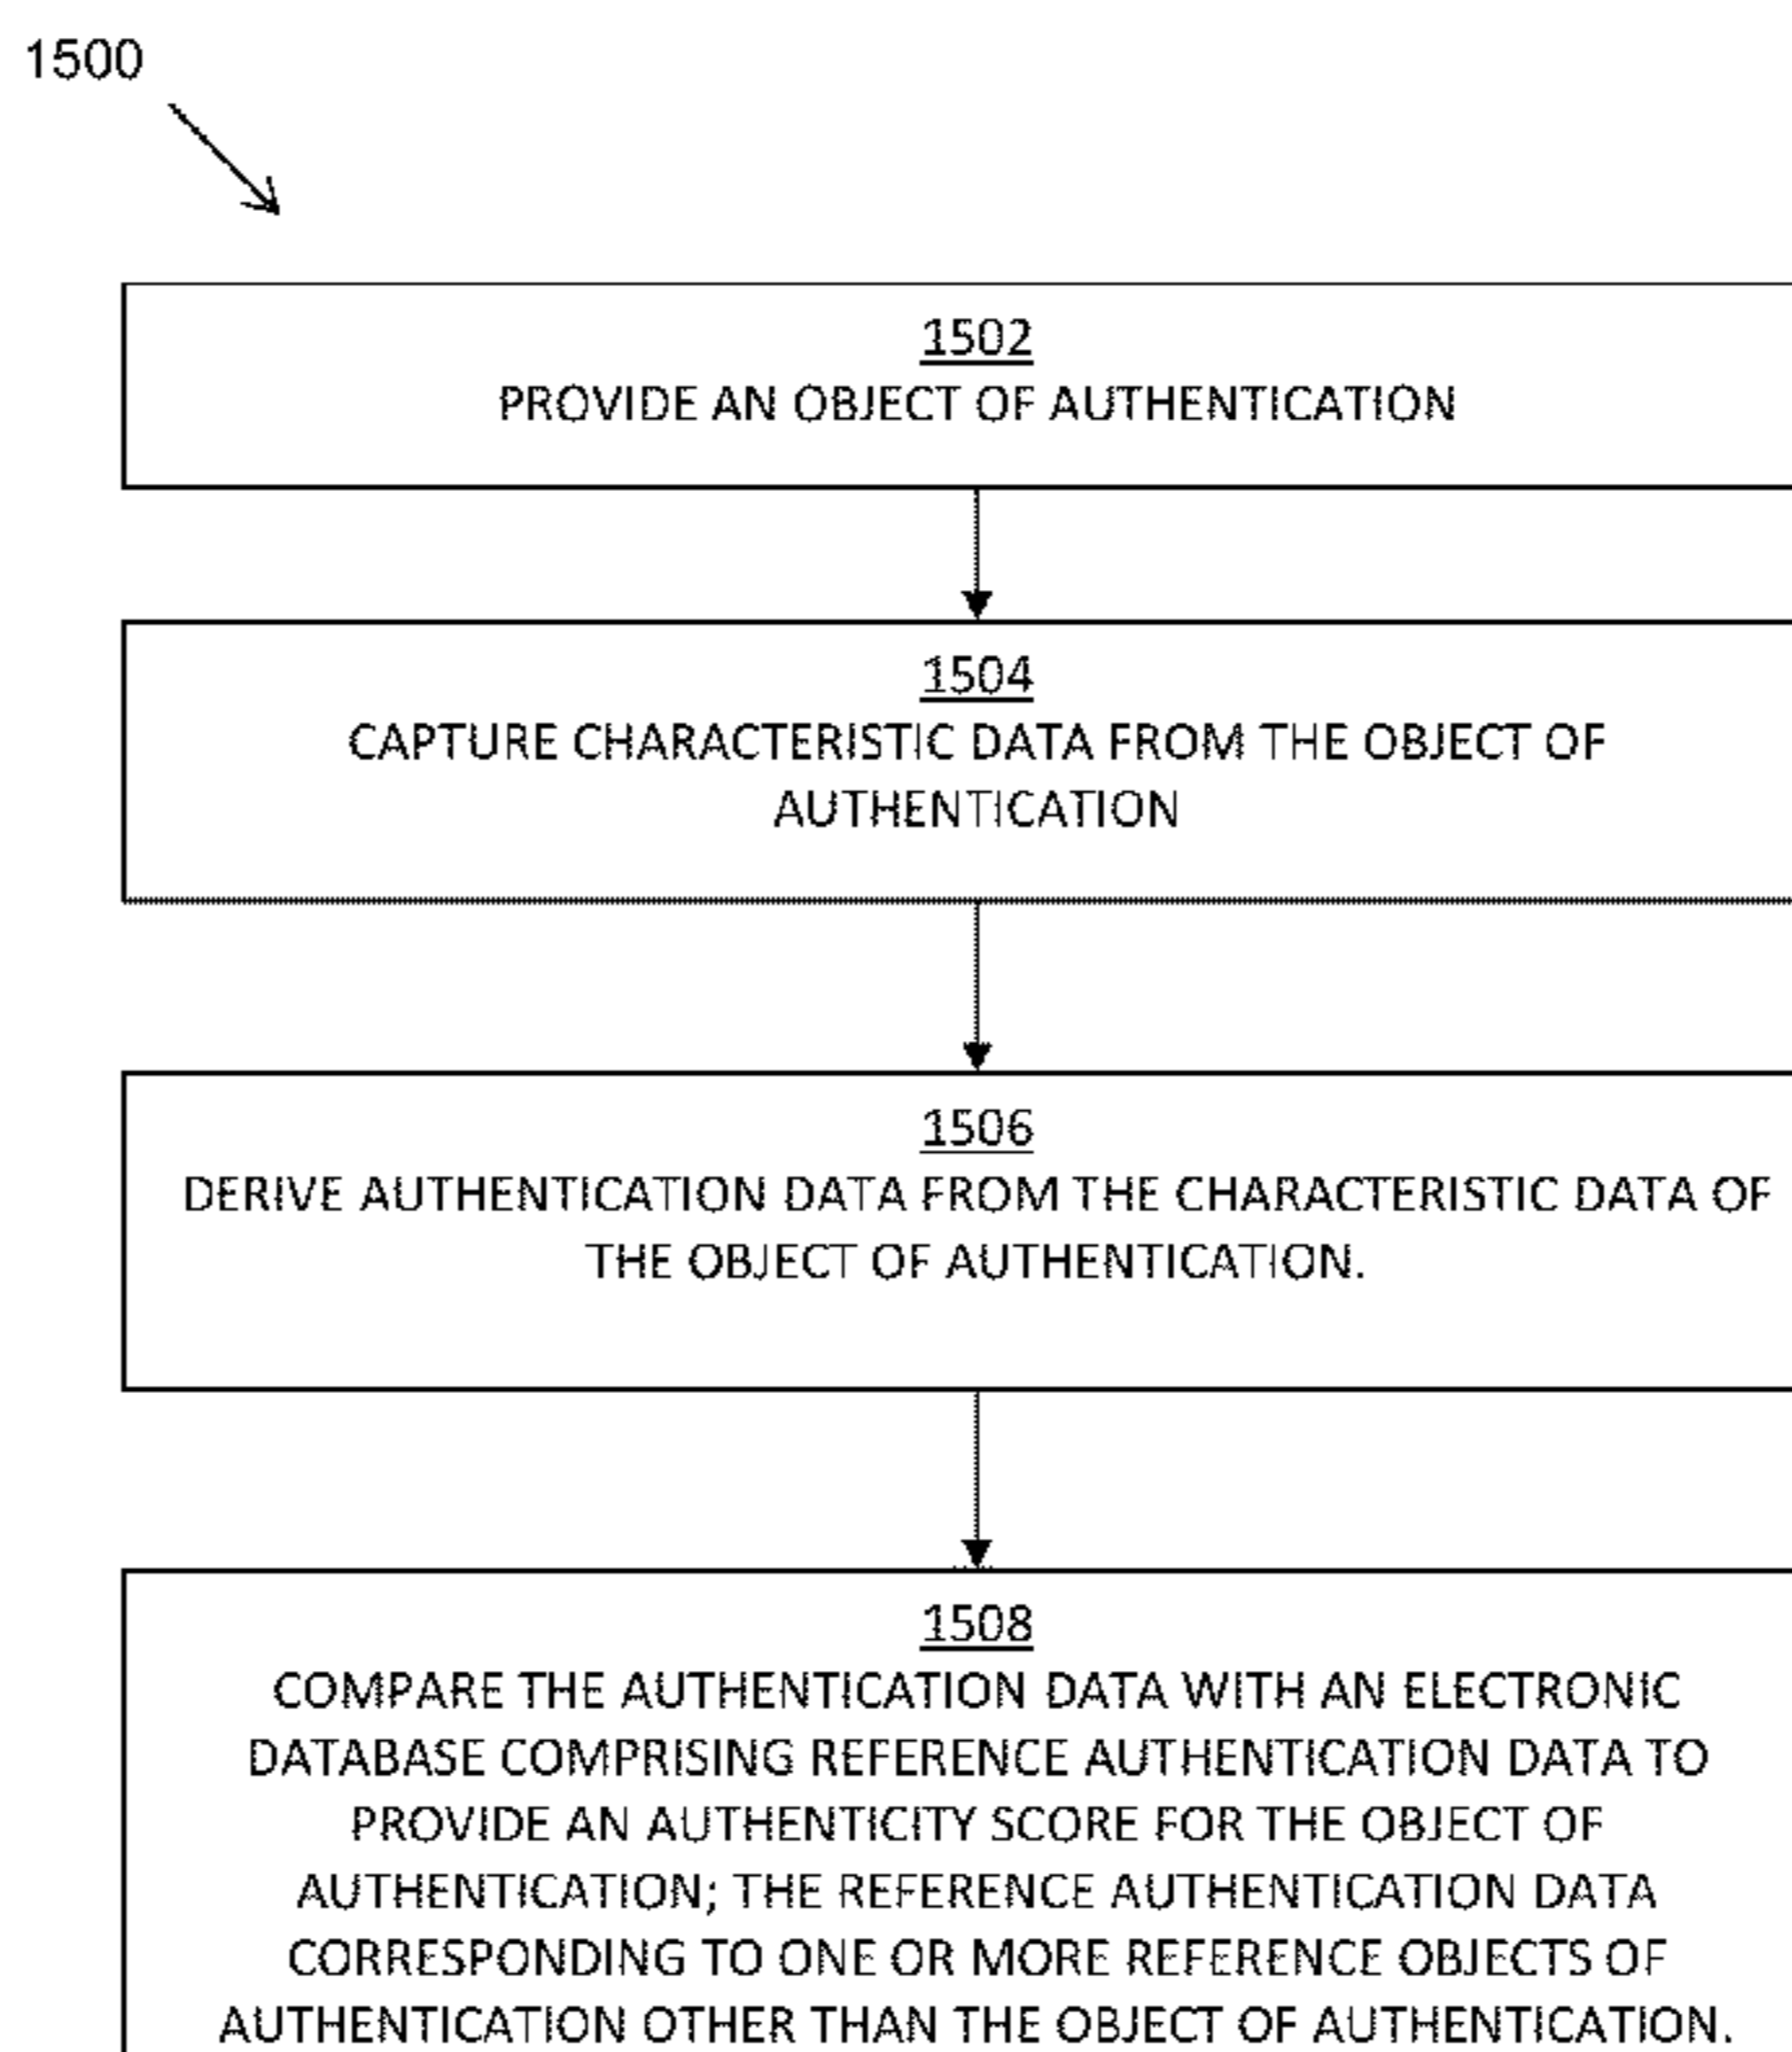 1500
1502
PROVIDE AN OBJECT OF AUTHENTICATION
1504
CAPTURE CHARACTERISTIC DATA FROM THE OBJECT OF
AUTHENTICATION
1506
DERIVE AUTHENTICATION DATA FROM THE CHARACTERISTIC DATA OF
THE OBJECT OF AUTHENTICATION.
1508
COMPARE THE AUTHENTICATION DATA WITH AN ELECTRONIC
DATABASE COMPRISING REFERENCE AUTHENTICATION DATA TO
PROVIDE AN AUTHENTICITY SCORE FOR THE OBJECT OF
AUTHENTICATION; THE REFERENCE AUTHENTICATION DATA
CORRESPONDING TO ONE OR MORE REFERENCE OBJECTS OF
AUTHENTICATION OTHER THAN THE OBJECT OF AUTHENTICATION.